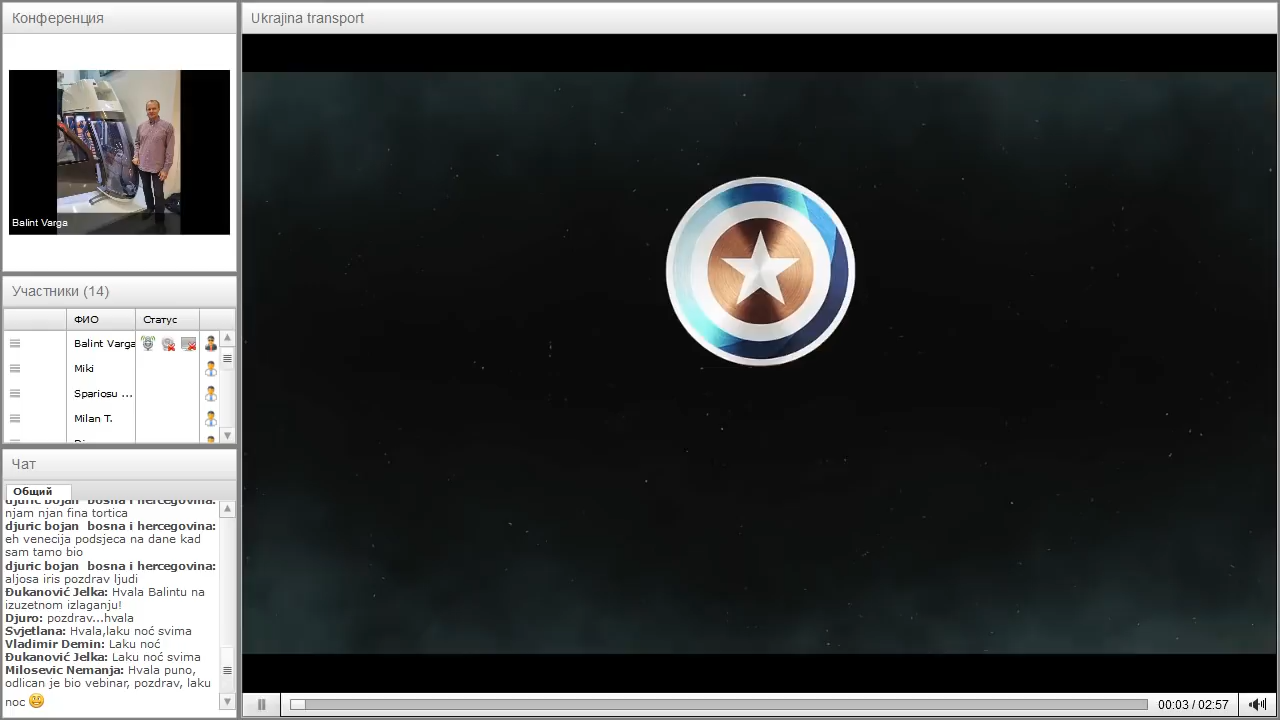 Конференция
Balint Varga
Участники (14)
ФИО
Статус
Balint Varga
Miki
Spariosu ...
Milan T.
Чат
Общий
djuric bojan bosna i hercegovina:
njam njan fina tortica
djuric bojan bosna i hercegovina:
eh venecija podsjeca na dane kad
sam tamo bio
djuric bojan bosna i hercegovina:
aljosa iris pozdrav ljudi
Đukanović Jelka: Hvala Balintu na
izuzetnom izlaganju!
Djuro: pozdrav...hvala
Svjetlana: Hvala,laku noć svima
Vladimir Demin: Laku noć
Đukanović Jelka: Laku noć svima
Milosevic Nemanja: Hvala puno,
odlican je bio vebinar, pozdrav, laku
noc
Ukrajina transport
00:03 / 02:57